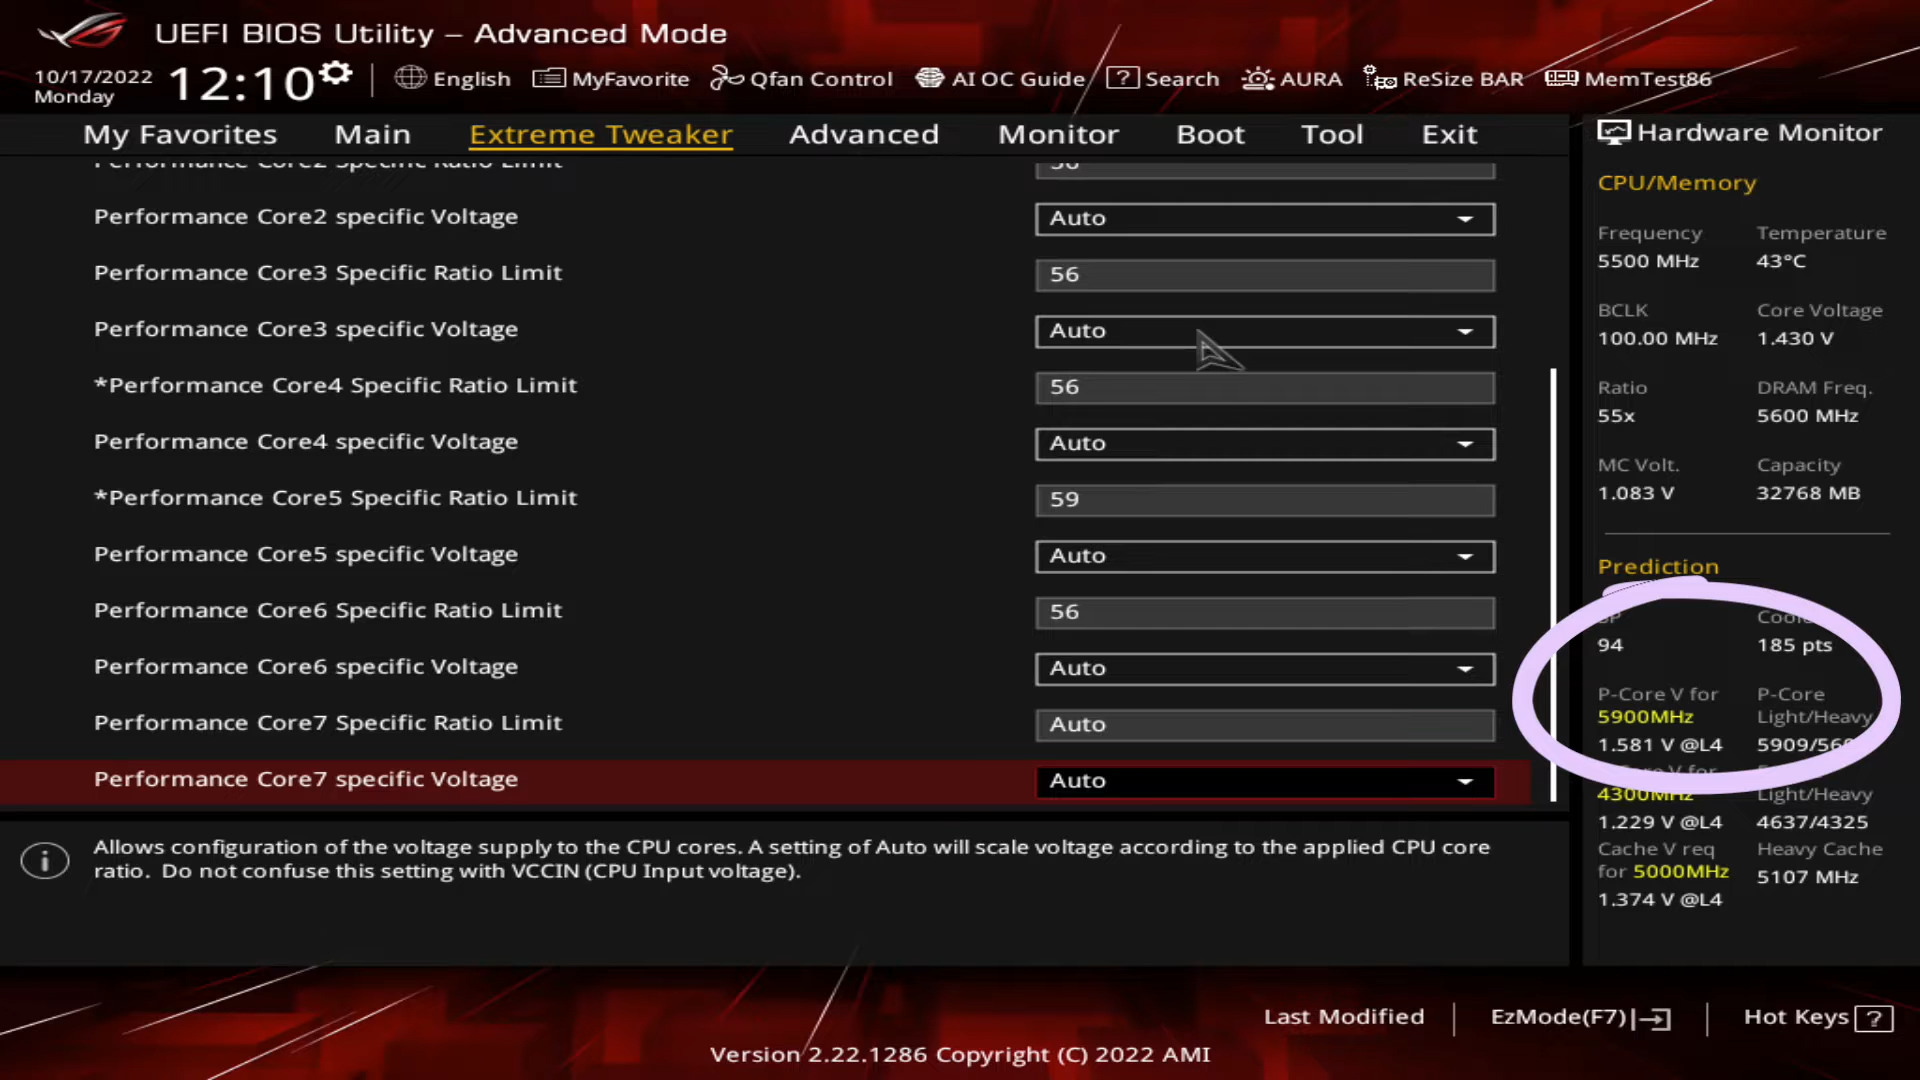 UEFI BIOS Utility – Advanced Mode
10/17/2022
Monday
12:10
English
MyFavorite
Qfan Control
AI OC Guide
? Search
AURA
ReSize BAR
MemTest86
My Favorites
Main
Extreme Tweaker
Advanced
Monitor
Boot
Tool
Exit
Performance Core2 Specific Ratio Limit 56
Performance Core2 specific Voltage Auto
Performance Core3 Specific Ratio Limit 56
Performance Core3 specific Voltage Auto
*Performance Core4 Specific Ratio Limit 56
Performance Core4 specific Voltage Auto
*Performance Core5 Specific Ratio Limit 59
Performance Core5 specific Voltage Auto
Performance Core6 Specific Ratio Limit 56
Performance Core6 specific Voltage Auto
Performance Core7 Specific Ratio Limit Auto
Performance Core7 specific Voltage Auto
i
Allows configuration of the voltage supply to the CPU cores. A setting of Auto will scale voltage according to the applied CPU core
ratio. Do not confuse this setting with VCCIN (CPU Input voltage).
Hardware Monitor
CPU/Memory
Frequency Temperature
5500 MHz 43°C
BCLK Core Voltage
100.00 MHz 1.430 V
Ratio DRAM Freq.
55x 5600 MHz
MC Volt. Capacity
1.083 V 32768 MB
Prediction
SP
94 185 pts
P-Core V for P-Core
5900MHz Light/Heavy
1.581 V @L4 5909/
V for
4300MHz Light/Heavy
1.229 V @L4 4637/4325
Cache V req Heavy Cache
for 5000MHz 5107 MHz
1.374 V @L4
Last Modified
EzMode(F7)
Hot Keys ?
Version 2.22.1286 Copyright (C) 2022 AMI